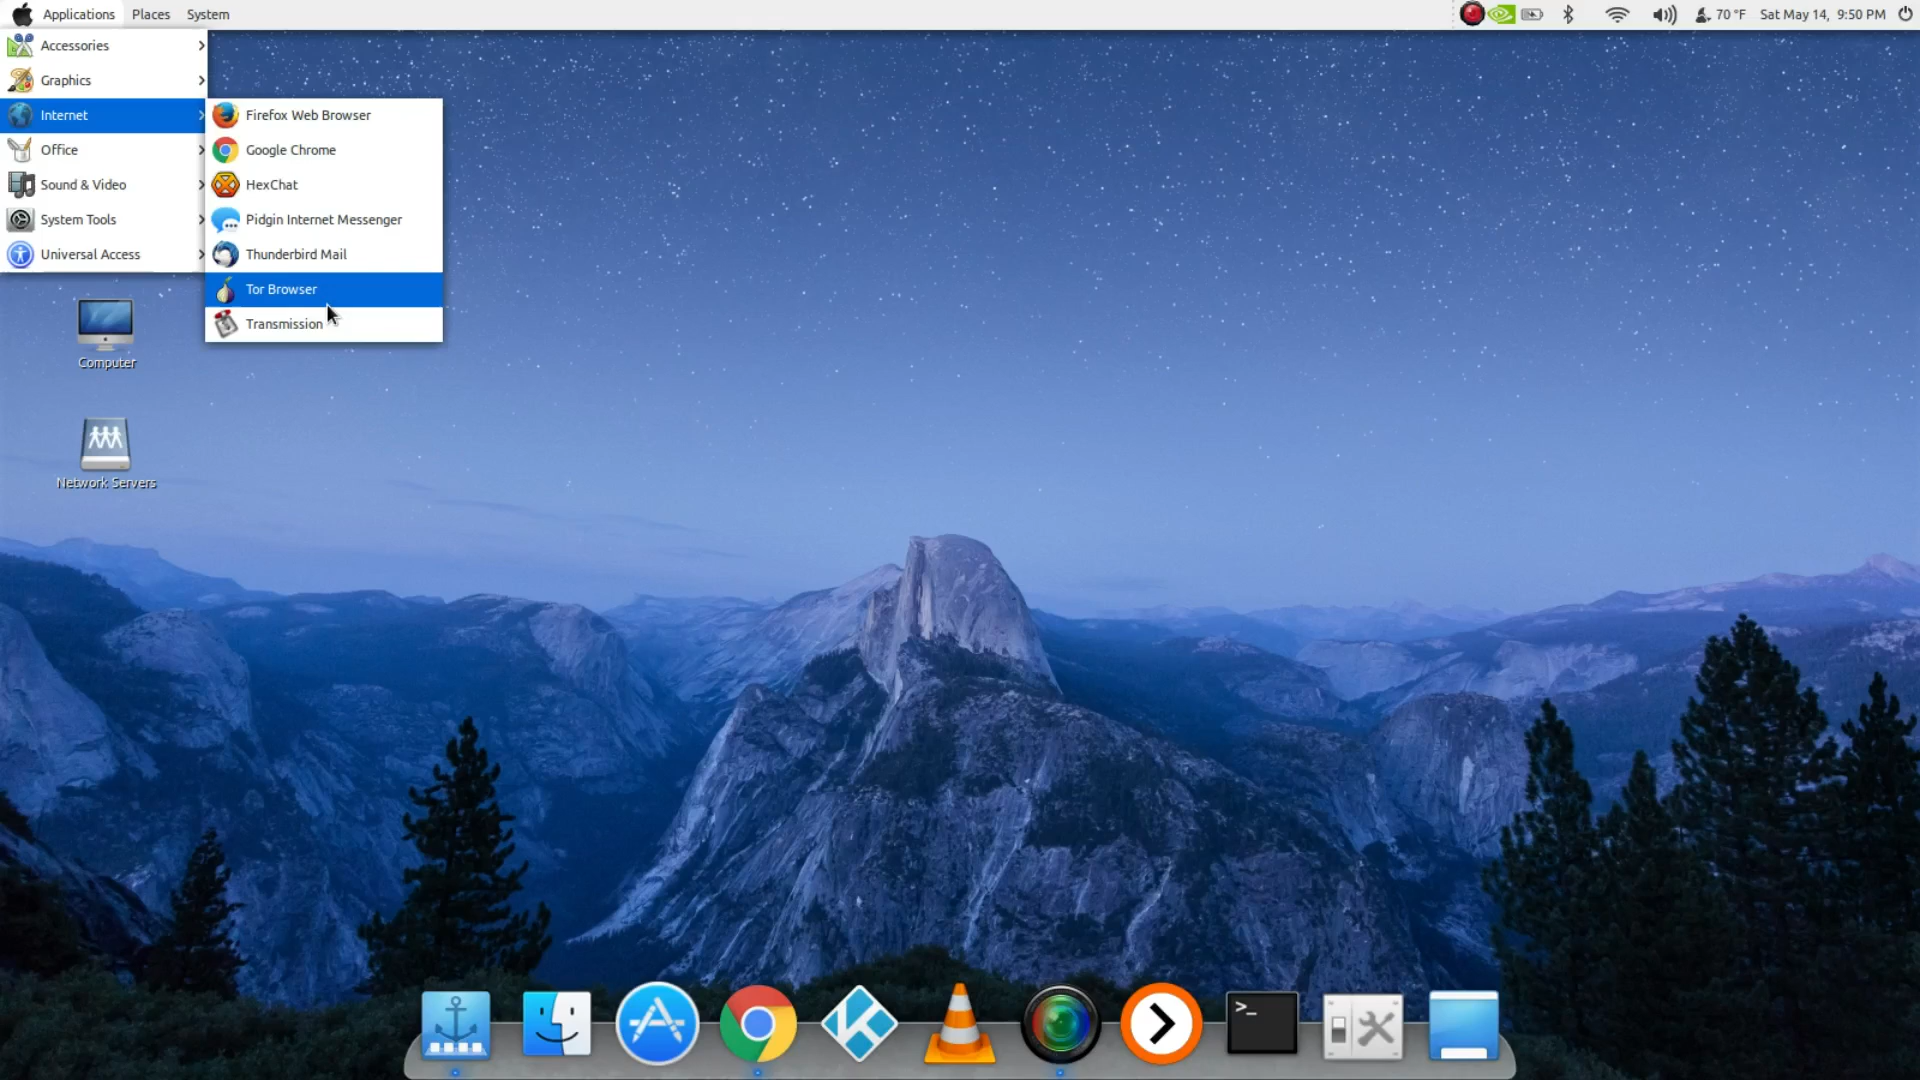 Applications Places System
70 °F Sat May 14, 9:50 PM
Accessories
Graphics
Internet
Office
Sound & Video
System Tools
Universal Access
Firefox Web Browser
Google Chrome
HexChat
Pidgin Internet Messenger
Thunderbird Mail
Tor Browser
Transmission
Computer
Network Servers
>_